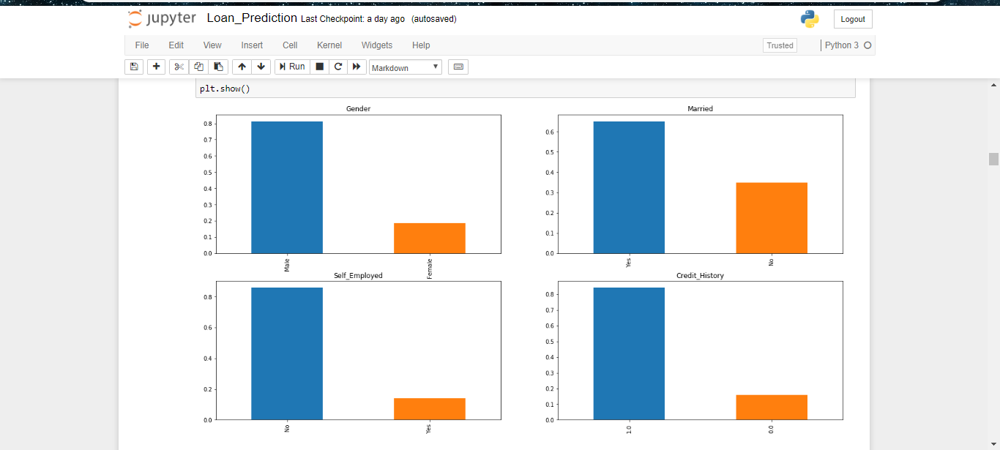 jupyter Loan_Prediction Last Checkpoint: a day ago (autosaved) Logout
File Edit View Insert Cell Kernel Widgets Help Trusted Python 3
Run Markdown
plt.show()
Gender
0.8
0.7
0.6
0.5
0.4
0.3
0.2
0.1
0.0
Male Female
Married
0.6
0.5
0.4
0.3
0.2
0.1
0.0
Yes No
Self_Employed
0.8
0.6
0.4
0.2
0.0
No Yes
Credit_History
0.8
0.7
0.6
0.5
0.4
0.3
0.2
0.1
0.0
1.0 0.0